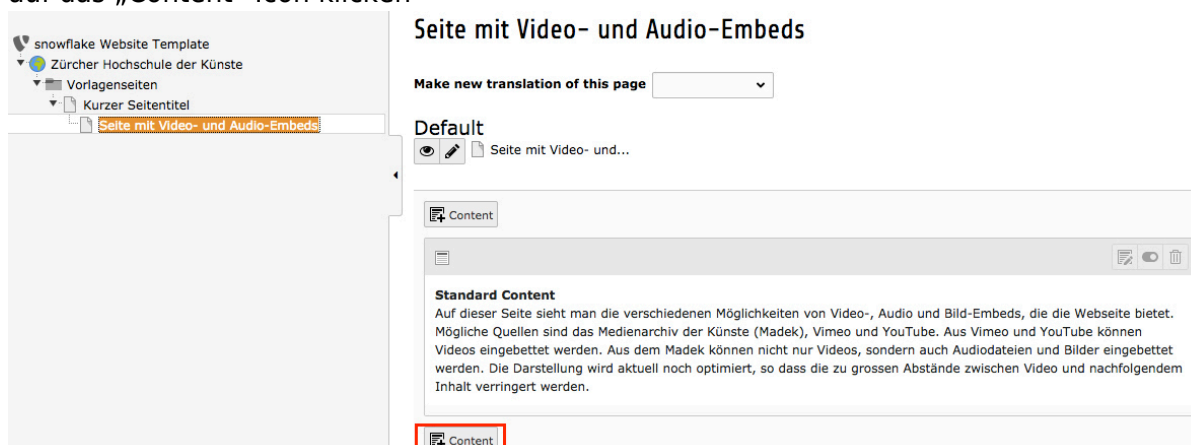 auf das „Content“-Icon klicken
snowflake Website Template
Zürcher Hochschule der Künste
Vorlagenseiten
Kurzer Seitentitel
Seite mit Video- und Audio-Embeds
Seite mit Video- und Audio-Embeds
Make new translation of this page
Default
Seite mit Video- und...
Content
Standard Content
Auf dieser Seite sieht man die verschiedenen Möglichkeiten von Video-, Audio und Bild-Embeds, die die Webseite bietet.
Mögliche Quellen sind das Medienarchiv der Künste (Madek), Vimeo und YouTube. Aus Vimeo und YouTube können
Videos eingebettet werden. Aus dem Madek können nicht nur Videos, sondern auch Audiodateien und Bilder eingebettet
werden. Die Darstellung wird aktuell noch optimiert, so dass die zu grossen Abstände zwischen Video und nachfolgendem
Inhalt verringert werden.
Content